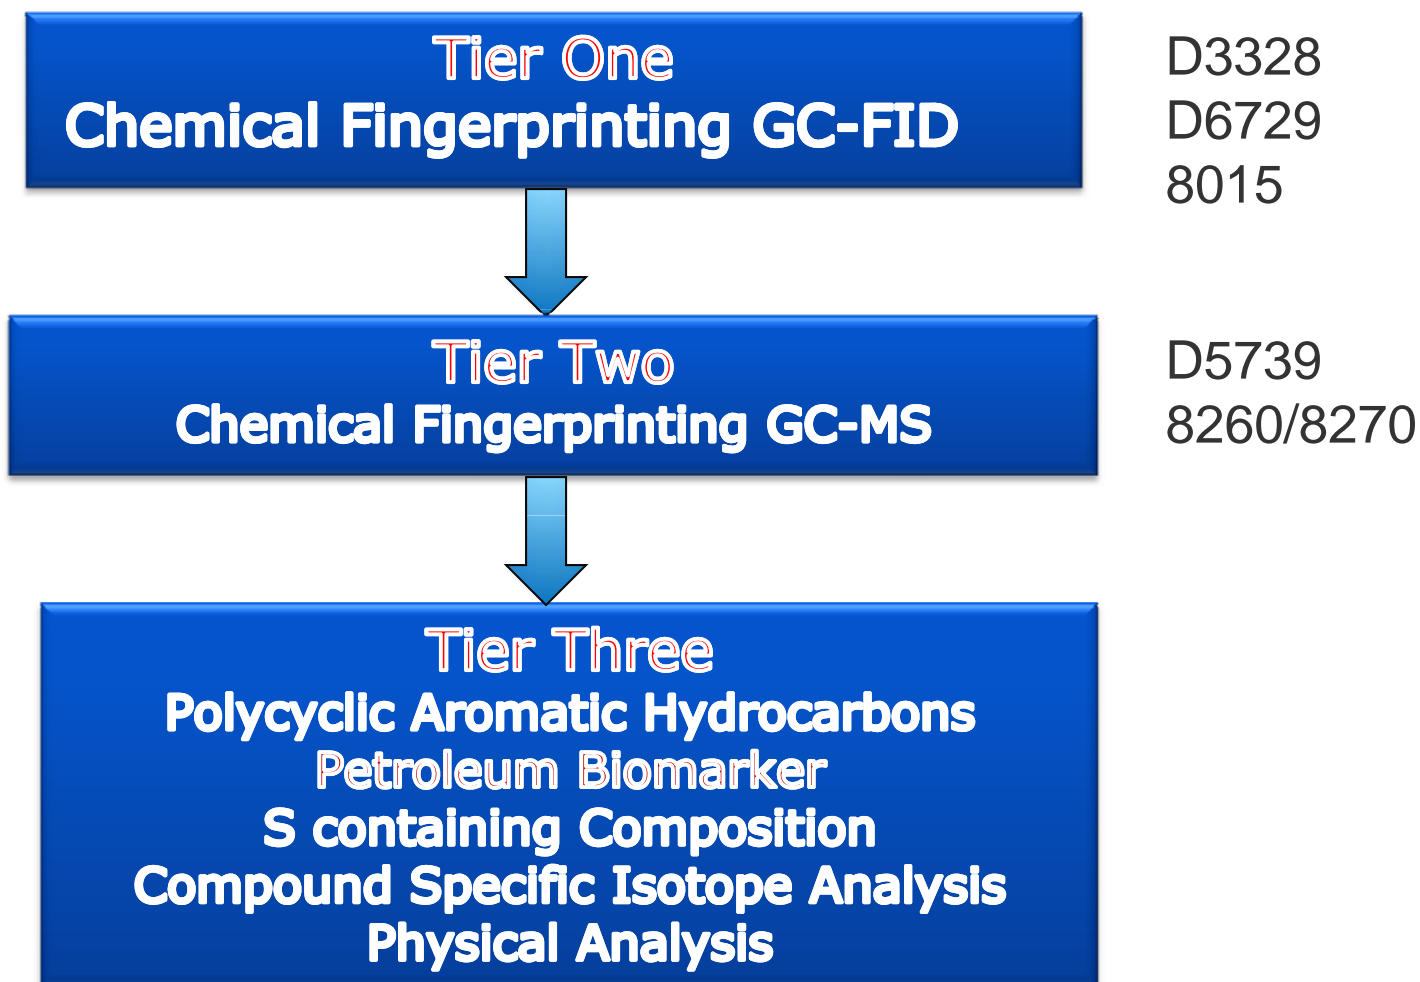 Tier One
Chemical Fingerprinting GC-FID
D3328
D6729
8015
Tier Two
Chemical Fingerprinting GC-MS
D5739
8260/8270
Tier Three
Polycyclic Aromatic Hydrocarbons
Petroleum Biomarker
S containing Composition
Compound Specific Isotope Analysis
Physical Analysis